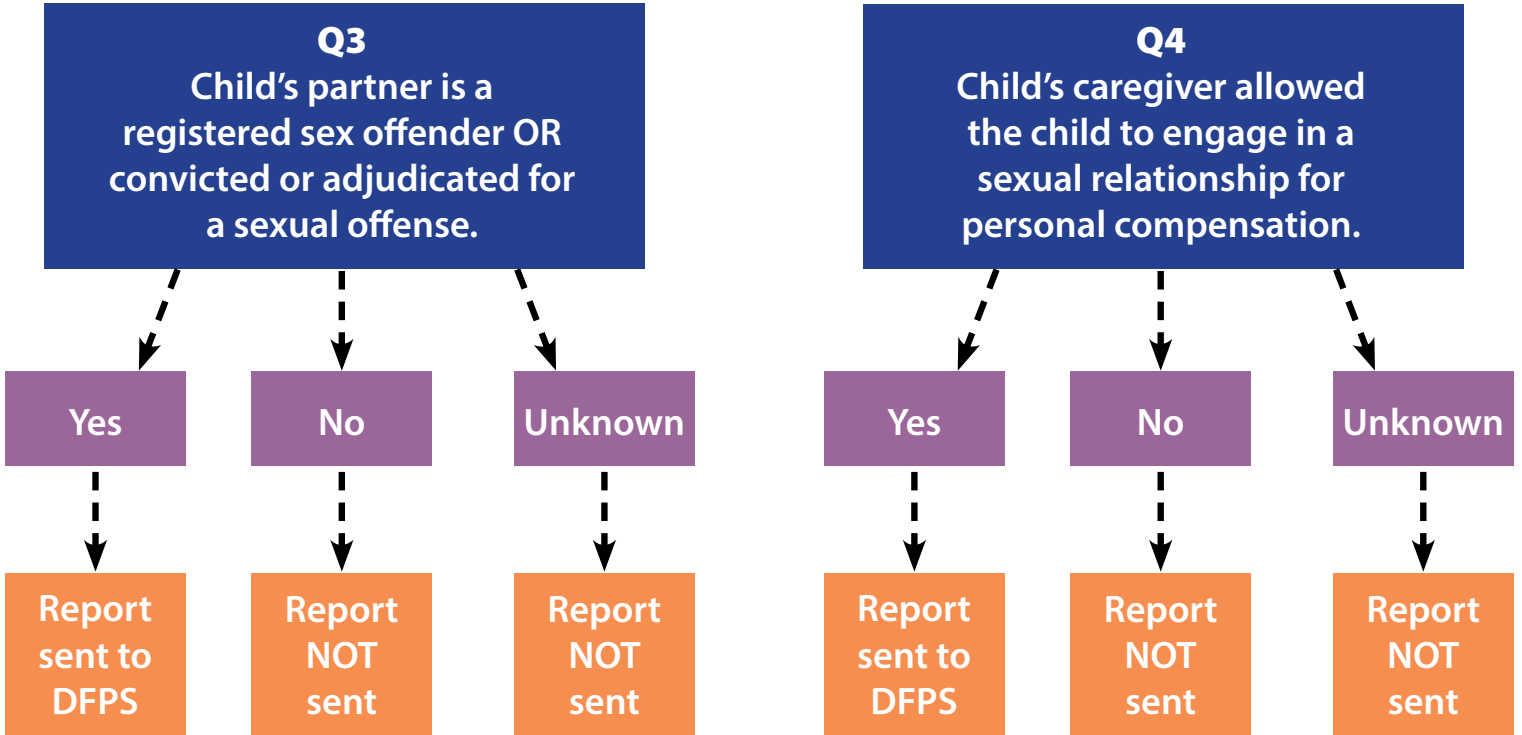 Q3
Child’s partner is a
registered sex offender OR
convicted or adjudicated for
a sexual offense.
Yes
No
Unknown
Report
sent to
DFPS
Report
NOT
sent
Report
NOT
sent
Q4
Child’s caregiver allowed
the child to engage in a
sexual relationship for
personal compensation.
Yes
No
Unknown
Report
sent to
DFPS
Report
NOT
sent
Report
NOT
sent